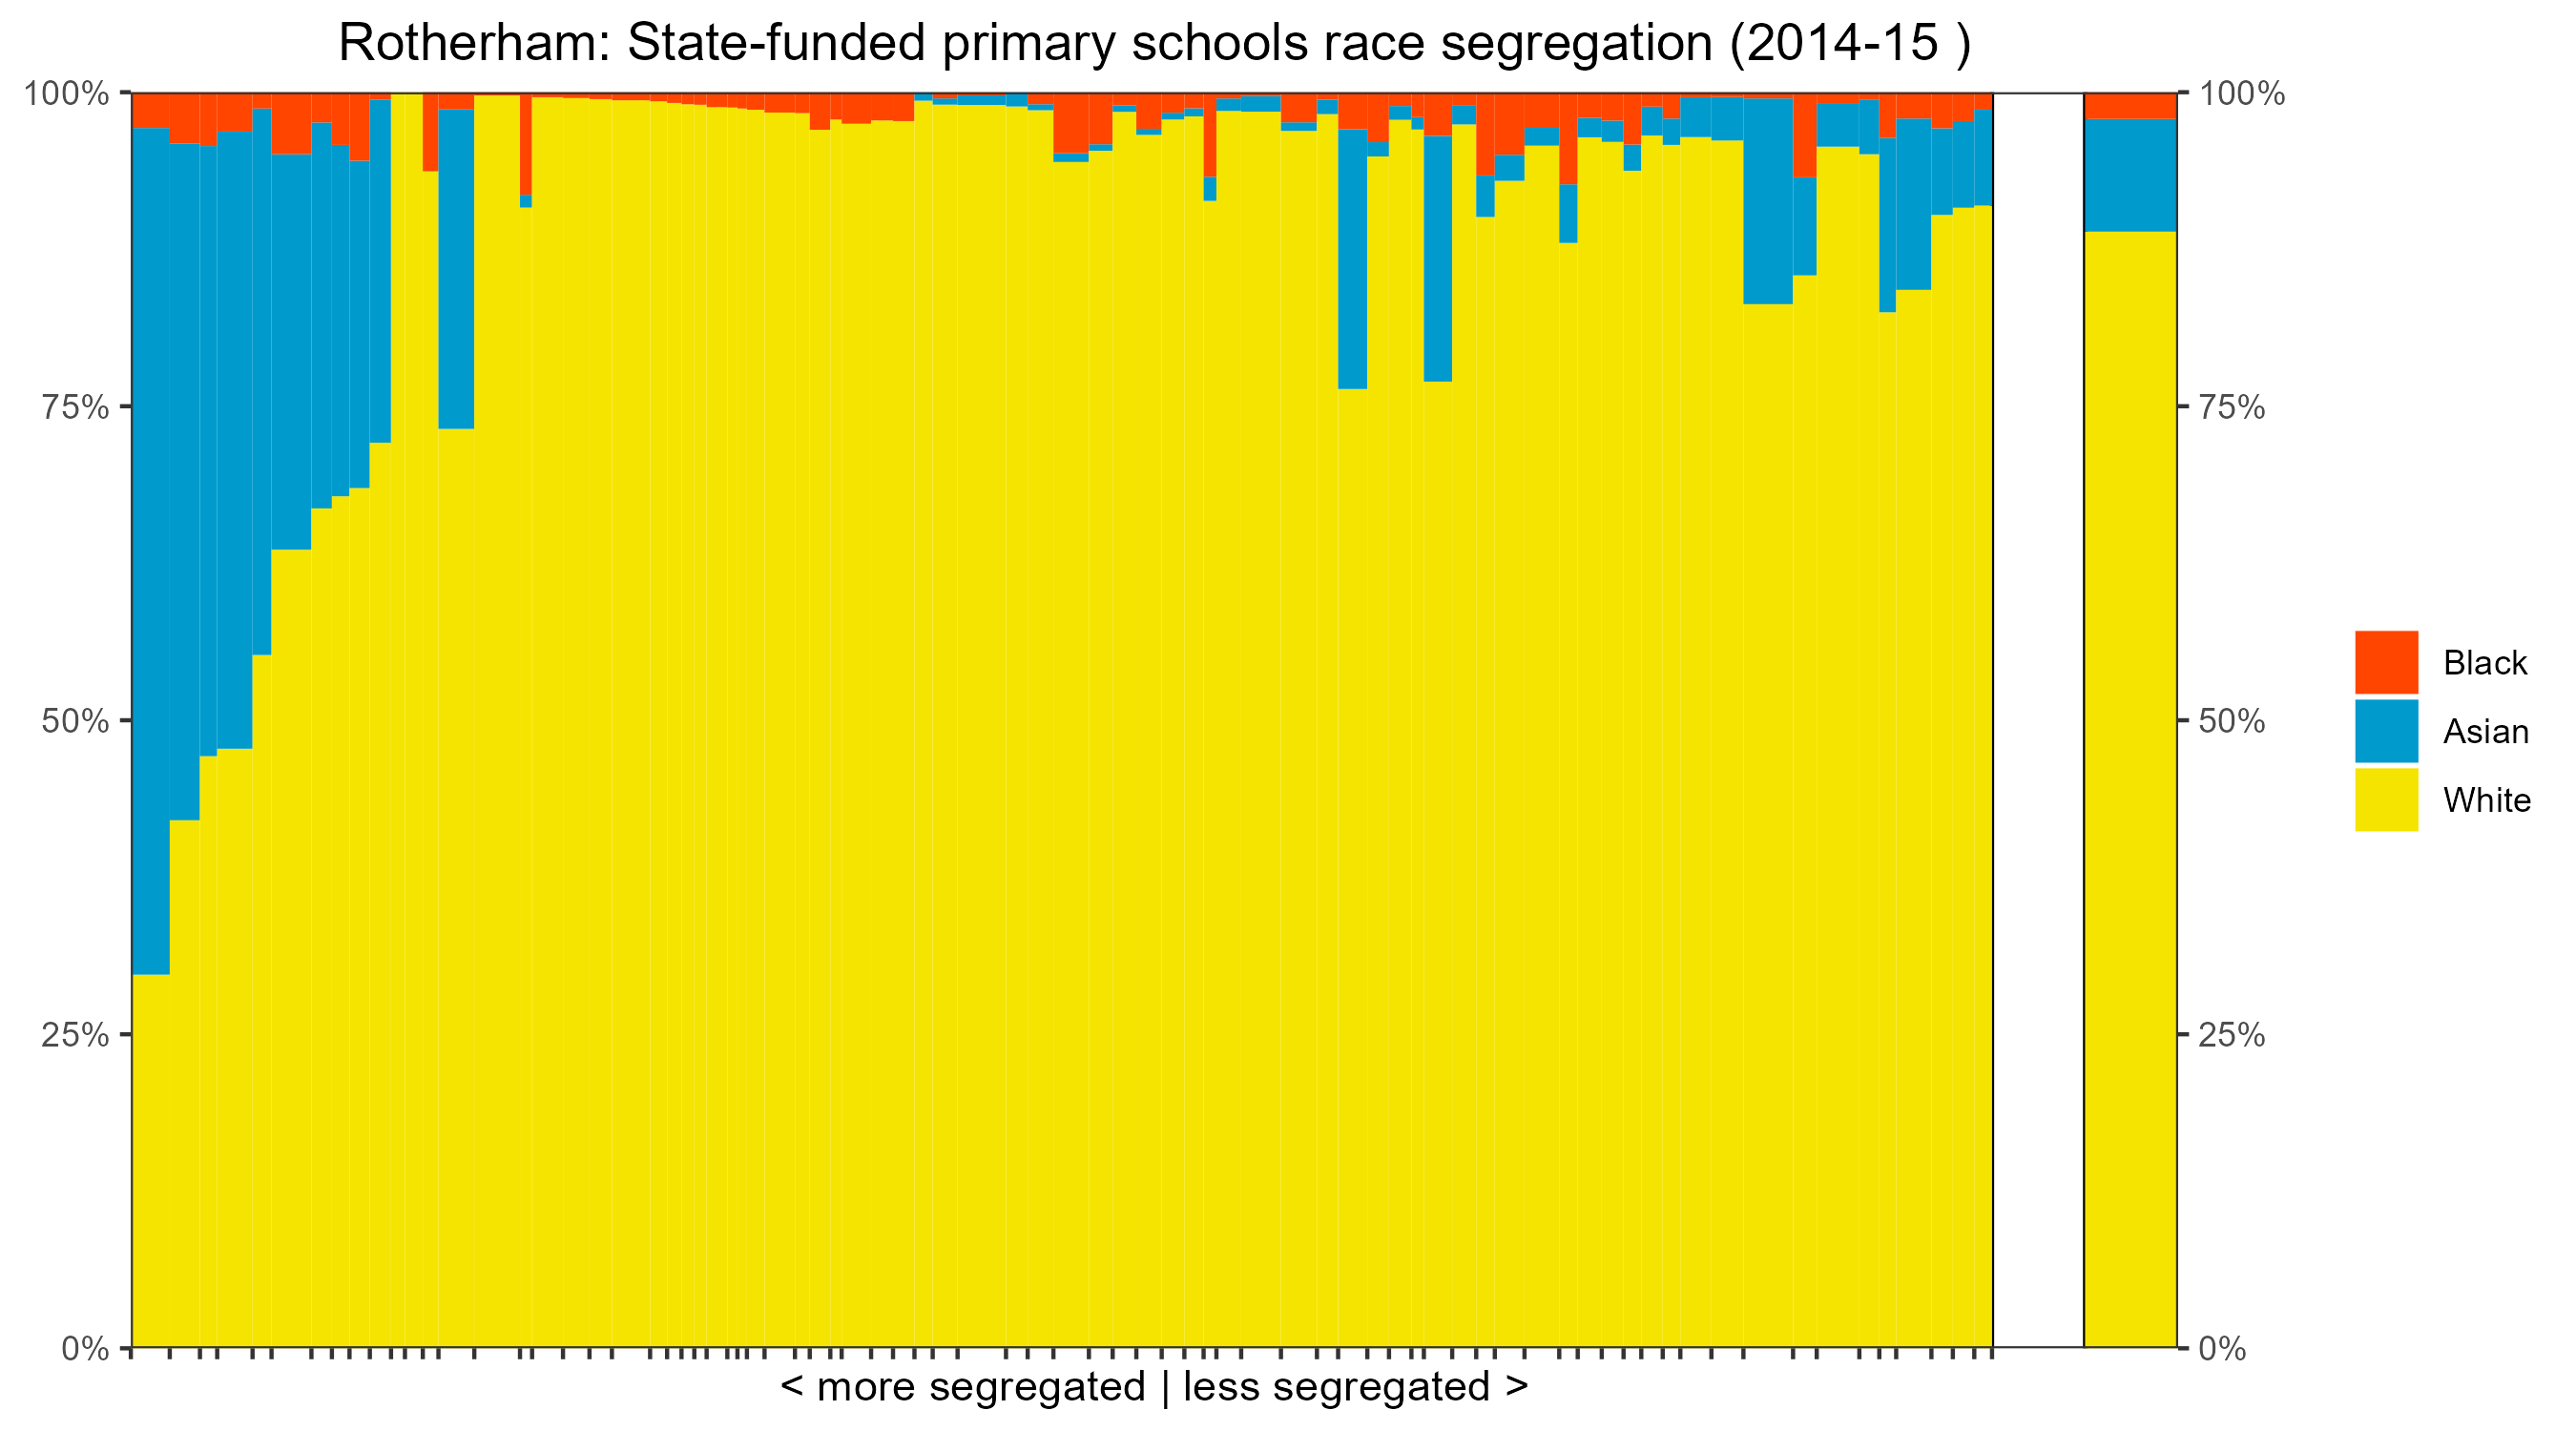 Rotherham: State-funded primary schools race segregation (2014-15 )
100%
75%
50%
25%
0%
100%
75%
50%
25%
0%
Black
Asian
White
< more segregated | less segregated >